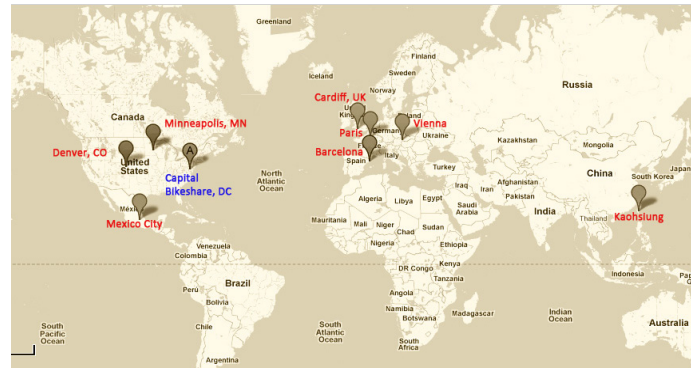 Greenland
Iceland
Finland
Sweden
Norway
Russia
Cardiff, UK
Canada
Minneapolis, MN
Paris
German
Vienna
Ukraine
Kazakhstan
Mongolia
Denver, CO
United
States
Barcelona
Spain
Italy
Turkey
China
South Korea
Japan
Capital
Bikeshare, DC
North
Atlantic
Ocean
Iraq
Iran
Afghanistan
Pakistan
Algeria
Libya
Egypt
Saudi
Arabia
India
Mexico City
Kaohsiung
Thailand
Mauritania
Mali
Niger
Chad
Sudan
Nigeria
Ethiopia
Venezuela
Colombia
Kenya
DR Congo
Tanzania
Indonesia
Brazil
Perú
Bolivia
Angola
Namibia
Botswana
Madagascar
Indian
Ocean
Chile
South
Pacific
Ocean
South
Atlantic
Ocean
South
Africa
Australia
Argentina